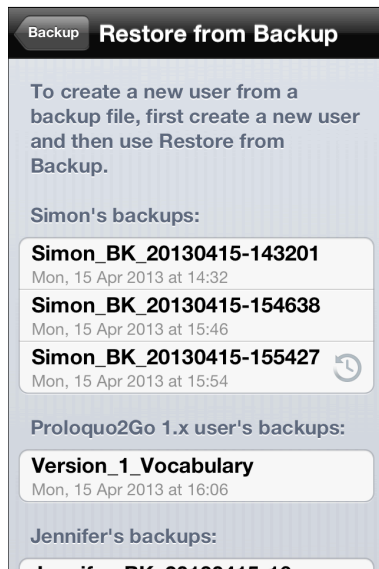 Backup Restore from Backup
To create a new user from a
backup file, first create a new user
and then use Restore from
Backup.
Simon's backups:
Simon_BK_20130415-143201
Mon, 15 Apr 2013 at 14:32
Simon_BK_20130415-154638
Mon, 15 Apr 2013 at 15:46
Simon_BK_20130415-155427
Mon, 15 Apr 2013 at 15:54
Proloquo2Go 1.x user's backups:
Version_1_Vocabulary
Mon, 15 Apr 2013 at 16:06
Jennifer's backups: